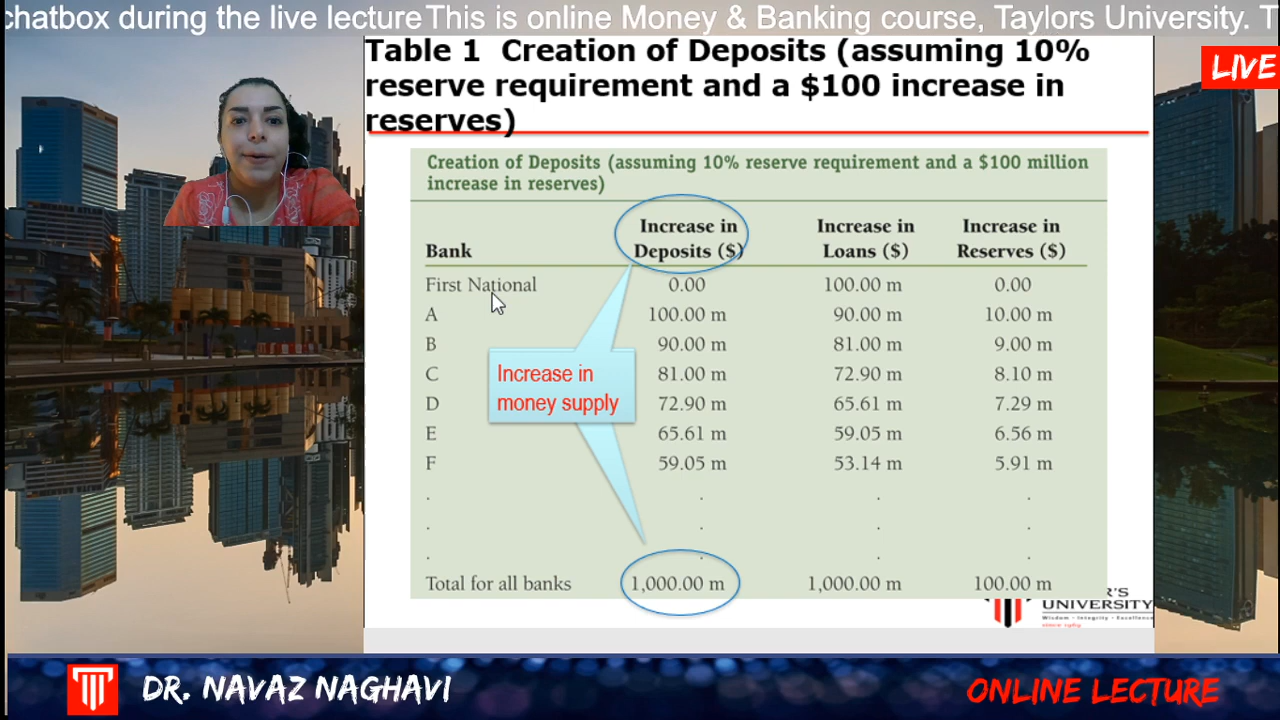 chatbox during the live lecture This is online Money & Banking course, Taylors University. T
LIVE
Table 1 Creation of Deposits (assuming 10%
reserve requirement and a $100 increase in
reserves)
Creation of Deposits (assuming 10% reserve requirement and a $100 million
increase in reserves)
Bank Increase in Deposits ($) Increase in Loans ($) Increase in Reserves ($)
First National 0.00 100.00 m 0.00
A 100.00 m 90.00 m 10.00 m
B 90.00 m 81.00 m 9.00 m
C 81.00 m 72.90 m 8.10 m
D 72.90 m 65.61 m 7.29 m
E 65.61 m 59.05 m 6.56 m
F 59.05 m 53.14 m 5.91 m
. . . .
. . . .
. . . .
Total for all banks 1,000.00 m 1,000.00 m 100.00 m
Increase in
money supply
R'S
UNIVERSITY
Wisdom · Integrity · Excellence
since 1969
DR. NAVAZ NAGHAVI
ONLINE LECTURE